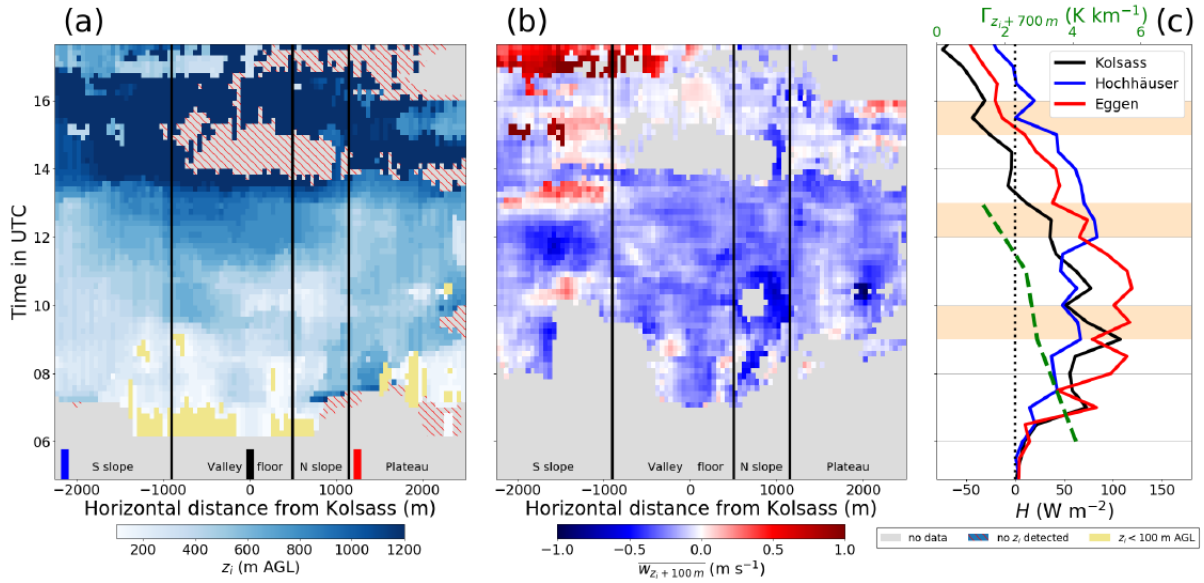 (a)
(b)
Γ_{z_i+700 m} (K km⁻¹) (c)
0 2 4 6
Kolsass
Hochhäuser
Eggen
Time in UTC
16
14
12
10
08
06
S slope
Valley floor
N slope
Plateau
S slope
Valley floor
N slope
Plateau
−2000 −1000 0 1000 2000
Horizontal distance from Kolsass (m)
−2000 −1000 0 1000 2000
Horizontal distance from Kolsass (m)
−50 0 50 100 150
H (W m⁻²)
200 400 600 800 1000 1200
z_i (m AGL)
−1.0 −0.5 0.0 0.5 1.0
w_{z_i+100 m} (m s⁻¹)
no data
no z_i detected
z_i < 100 m AGL